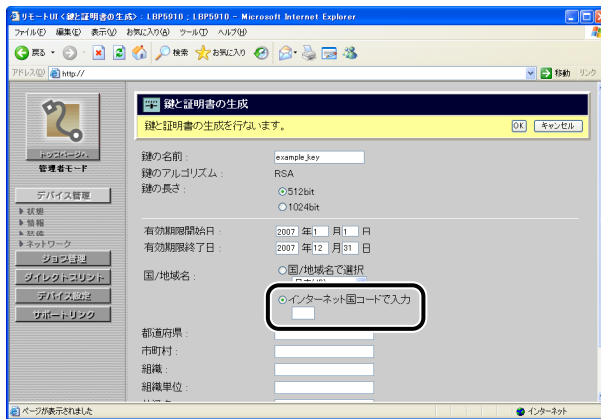 リモートUI <鍵と証明書の生成> : LBP5910 ; LBP5910 - Microsoft Internet Explorer
ファイル(F) 編集(E) 表示(V) お気に入り(A) ツール(T) ヘルプ(H)
戻る 検索 お気に入り
アドレス(D) http:// 移動 リンク
鍵と証明書の生成
鍵と証明書の生成を行ないます。 OK キャンセル
トップページへ
管理者モード
デバイス管理
状態
情報
ネットワーク
ジョブ管理
ダイレクトプリント
デバイス設定
サポートリンク
鍵の名前 : example_key
鍵のアルゴリズム : RSA
鍵の長さ : 512bit
1024bit
有効期限開始日 : 2007 年 1 月 1 日
有効期限終了日 : 2007 年 12 月 31 日
国/地域名 : 国/地域名で選択
インターネット国コードで入力
都道府県 :
市町村 :
組織 :
組織単位 :
ページが表示されました インターネット